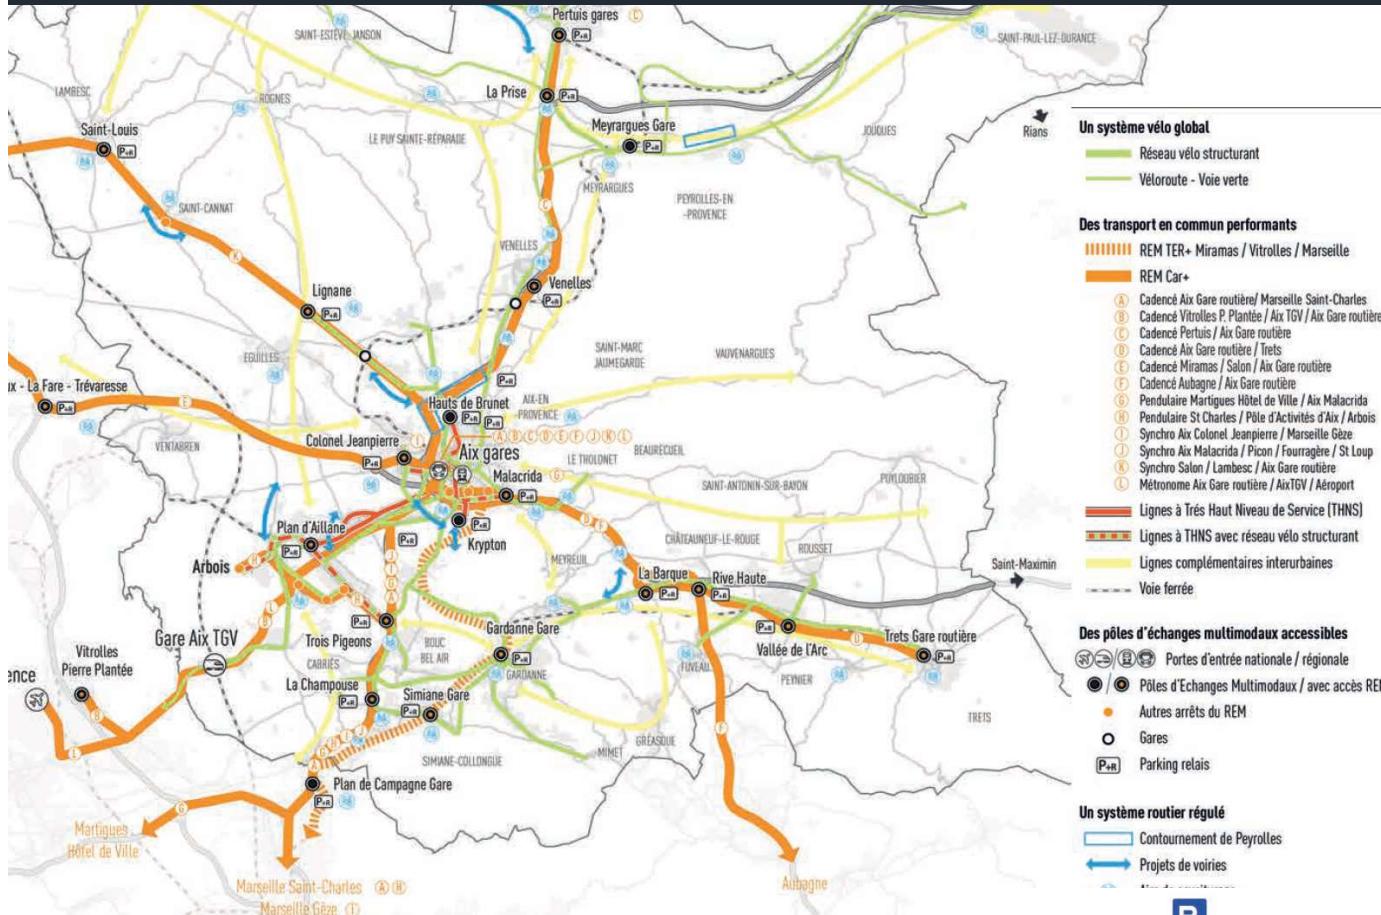 Pertuis gares C
SAINT-ESTÈVE JANSON
SAINT-PAUL-LEZ-DURANCE
LAMBESC
ROGNES
La Prise
P+R
Rians
Saint-Louis
P+R
LE PUY SAINTE-RÉPARADE
Meyrargues Gare
P+R
JOUQUES
MEYRARGUES
PEYROLLES-EN
-PROVENCE
SAINT-CANNAT
C
K
VENELLES
Venelles
P+R
Lignane
P+R
EGUILLES
SAINT-MARC
JAUMEGARDE
VAUVENARGUES
P+R
x - La Fare - Trévaresse
P+R
E
Hauts de Brunet
P+R P+R
AIX-EN
-PROVENCE
VENTABREN
Colonel Jeanpierre
I
P+R
A B C D E F J K L
Aix gares
LE THOLONET
BEAURECUEIL
Malacrida
G
P+R
SAINT-ANTONIN-SUR-BAYON
PUYLOUBIER
Plan d'Aillane
P+R
P+R
Krypton
P+R
D F
CHÂTEAUNEUF-LE-ROUGE
ROUSSET
Arbois
H
MEYREUIL
Saint-Maximin
La Barque
P+R
Rive Haute
P+R
J
I
G
A
H
L
B
Trois Pigeons
P+R
Gare Aix TGV
BOUC
BEL AIR
Gardanne Gare
P+R
GARDANNE
Vallée de l'Arc
P+R
D
Trets Gare routière
P+R
FUVEAU
PEYNIER
TRETS
Vitrolles
Pierre Plantée
ence
B
L
CABRIÈS
La Champouse
P+R
Simiane Gare
P+R
F
GRÉASQUE
MIMET
SIMIANE-COLLONGUE
A G H I J
Plan de Campagne Gare
P+R
G
Martigues
Hôtel de Ville
Marseille Saint-Charles A H
Marseille Gèze I
Aubagne
Un système vélo global
Réseau vélo structurant
Véloroute - Voie verte
Des transport en commun performants
REM TER+ Miramas / Vitrolles / Marseille
REM Car+
A Cadencé Aix Gare routière/ Marseille Saint-Charles
B Cadencé Vitrolles P. Plantée / Aix TGV / Aix Gare routière
C Cadencé Pertuis / Aix Gare routière
D Cadencé Aix Gare routière / Trets
E Cadencé Miramas / Salon / Aix Gare routière
F Cadencé Aubagne / Aix Gare routière
G Pendulaire Martigues Hôtel de Ville / Aix Malacrida
H Pendulaire St Charles / Pôle d'Activités d'Aix / Arbois
I Synchro Aix Colonel Jeanpierre / Marseille Gèze
J Synchro Aix Malacrida / Picon / Fourragère / St Loup
K Synchro Salon / Lambesc / Aix Gare routière
L Métronome Aix Gare routière / AixTGV / Aéroport
Lignes à Trés Haut Niveau de Service (THNS)
Lignes à THNS avec réseau vélo structurant
Lignes complémentaires interurbaines
Voie ferrée
Des pôles d'échanges multimodaux accessibles
Portes d'entrée nationale / régionale
Pôles d'Echanges Multimodaux / avec accès REM
Autres arrêts du REM
Gares
P+R Parking relais
Un système routier régulé
Contournement de Peyrolles
Projets de voiries